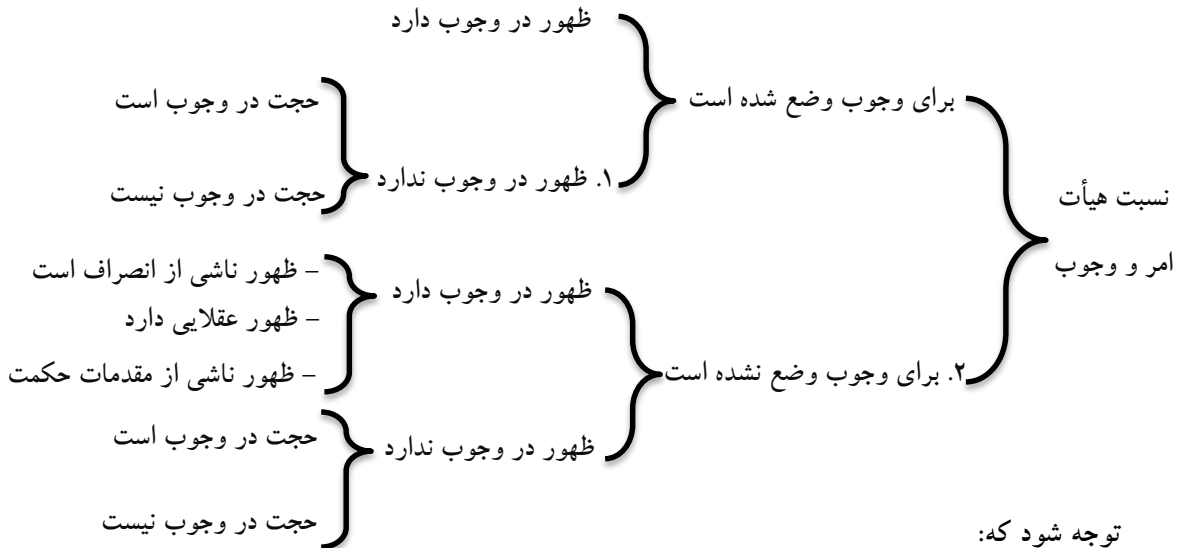 نسبت هیأت
امر و وجوب
برای وجوب وضع شده است
ظهور در وجوب دارد
۱. ظهور در وجوب ندارد
حجت در وجوب است
حجت در وجوب نیست
۲. برای وجوب وضع نشده است
ظهور در وجوب دارد
– ظهور ناشی از انصراف است
– ظهور عقلایی دارد
– ظهور ناشی از مقدمات حکمت
ظهور در وجوب ندارد
حجت در وجوب است
حجت در وجوب نیست
توجه شود که: